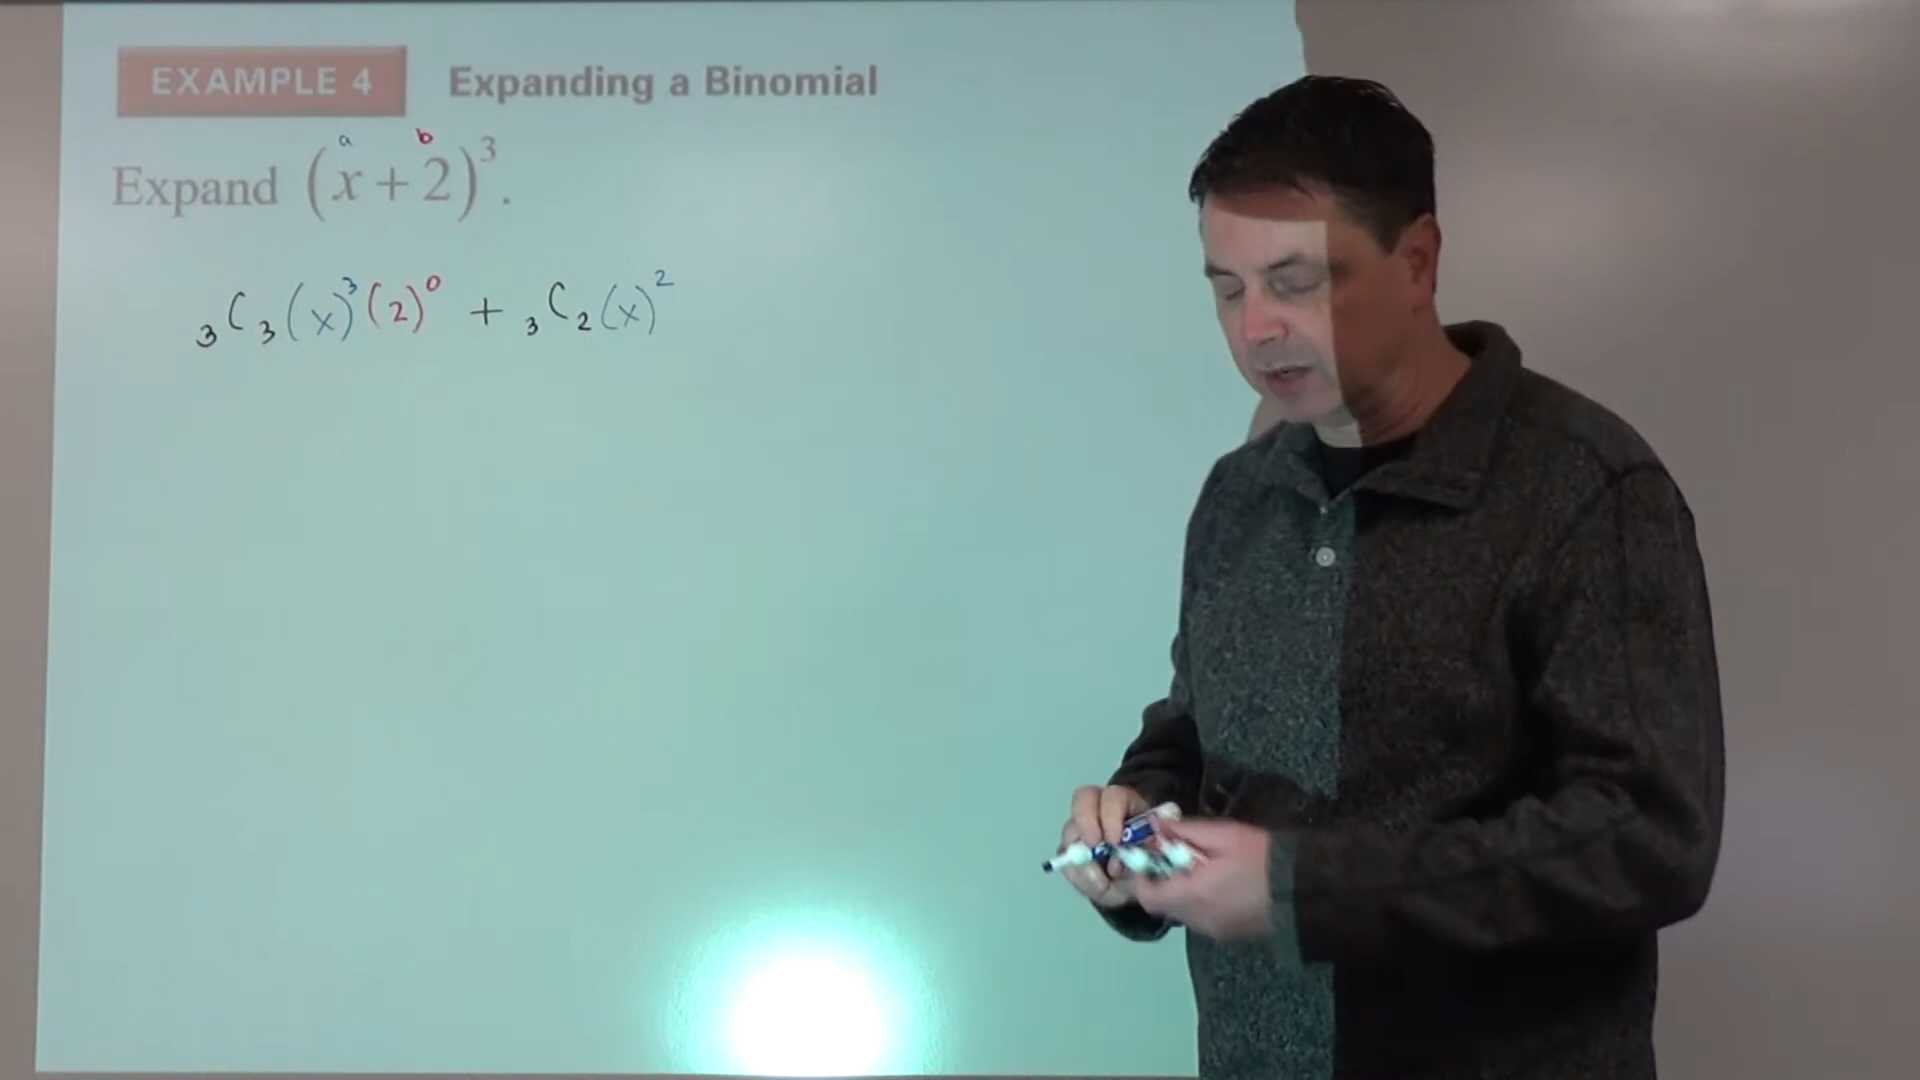 EXAMPLE 4 Expanding a Binomial
a b
Expand (x + 2)³.
₃C₃(x)³(2)⁰ + ₃C₂(x)²